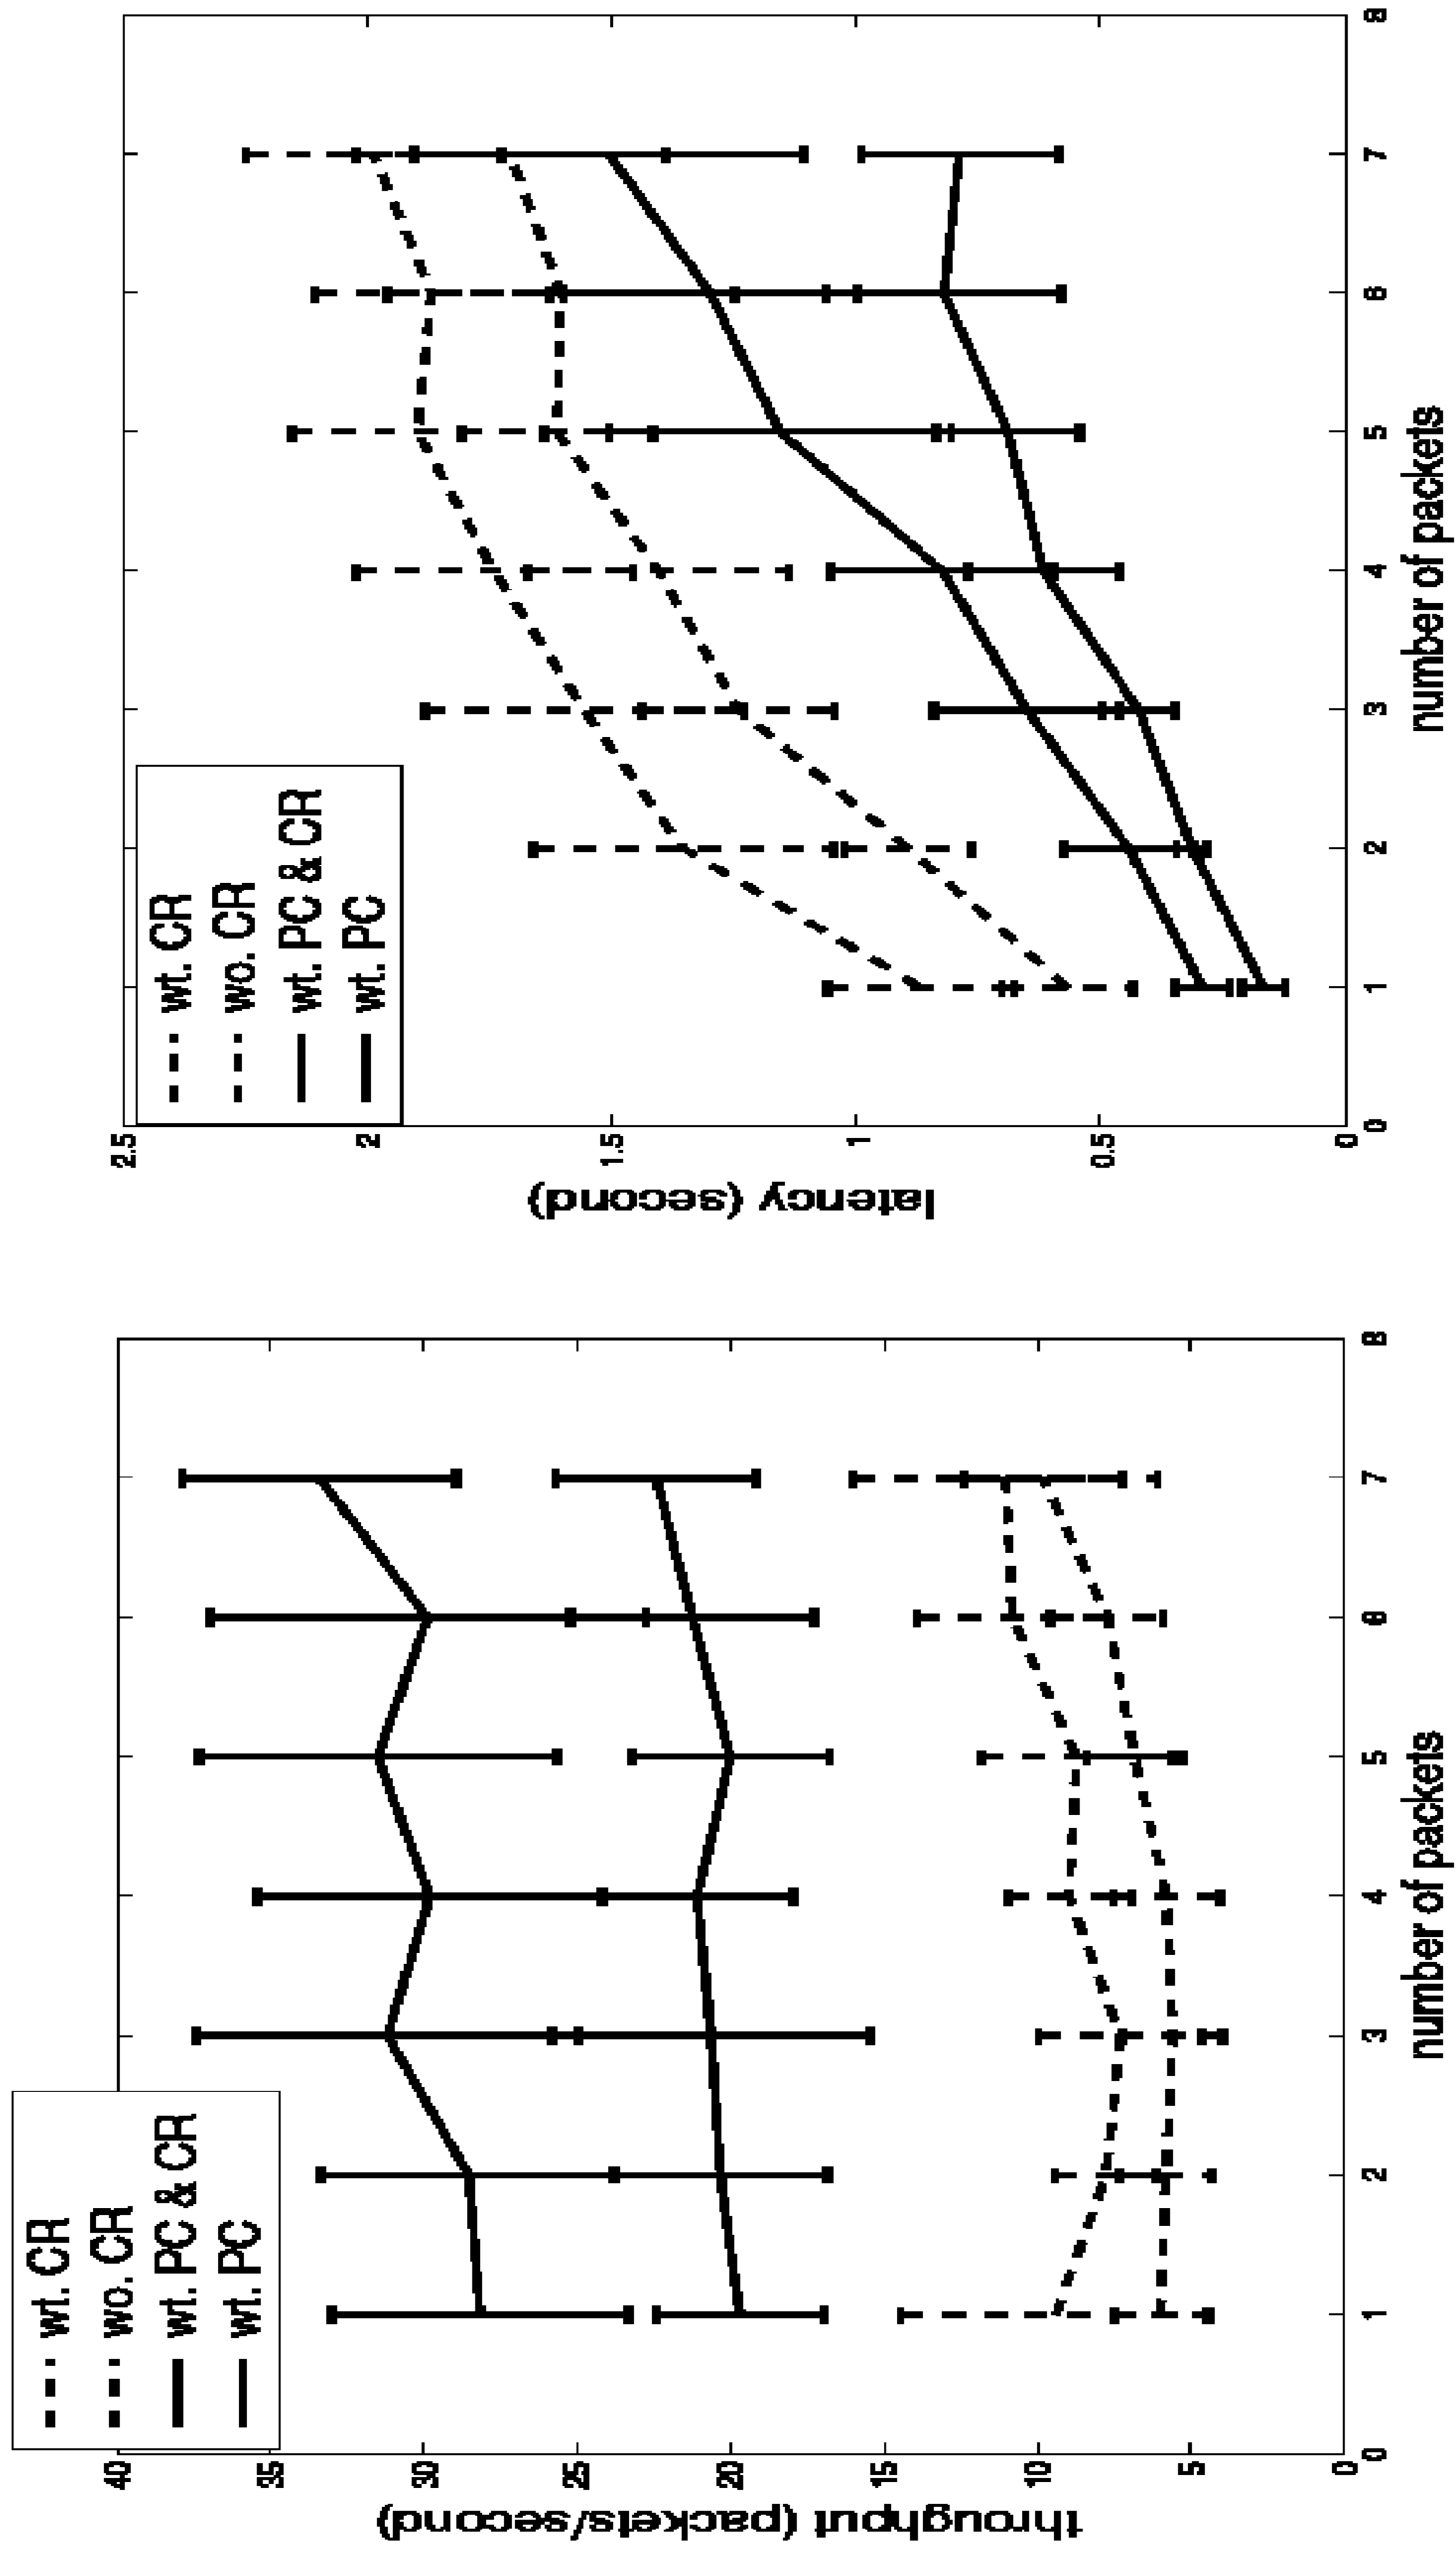 wt. CR
wo. CR
wt. PC & CR
wt. PC
throughput (packets/second)
40
35
30
25
20
15
10
5
0
0 1 2 3 4 5 6 7 8
number of packets
wt. CR
wo. CR
wt. PC & CR
wt. PC
latency (second)
2.5
2
1.5
1
0.5
0
0 1 2 3 4 5 6 7 8
number of packets